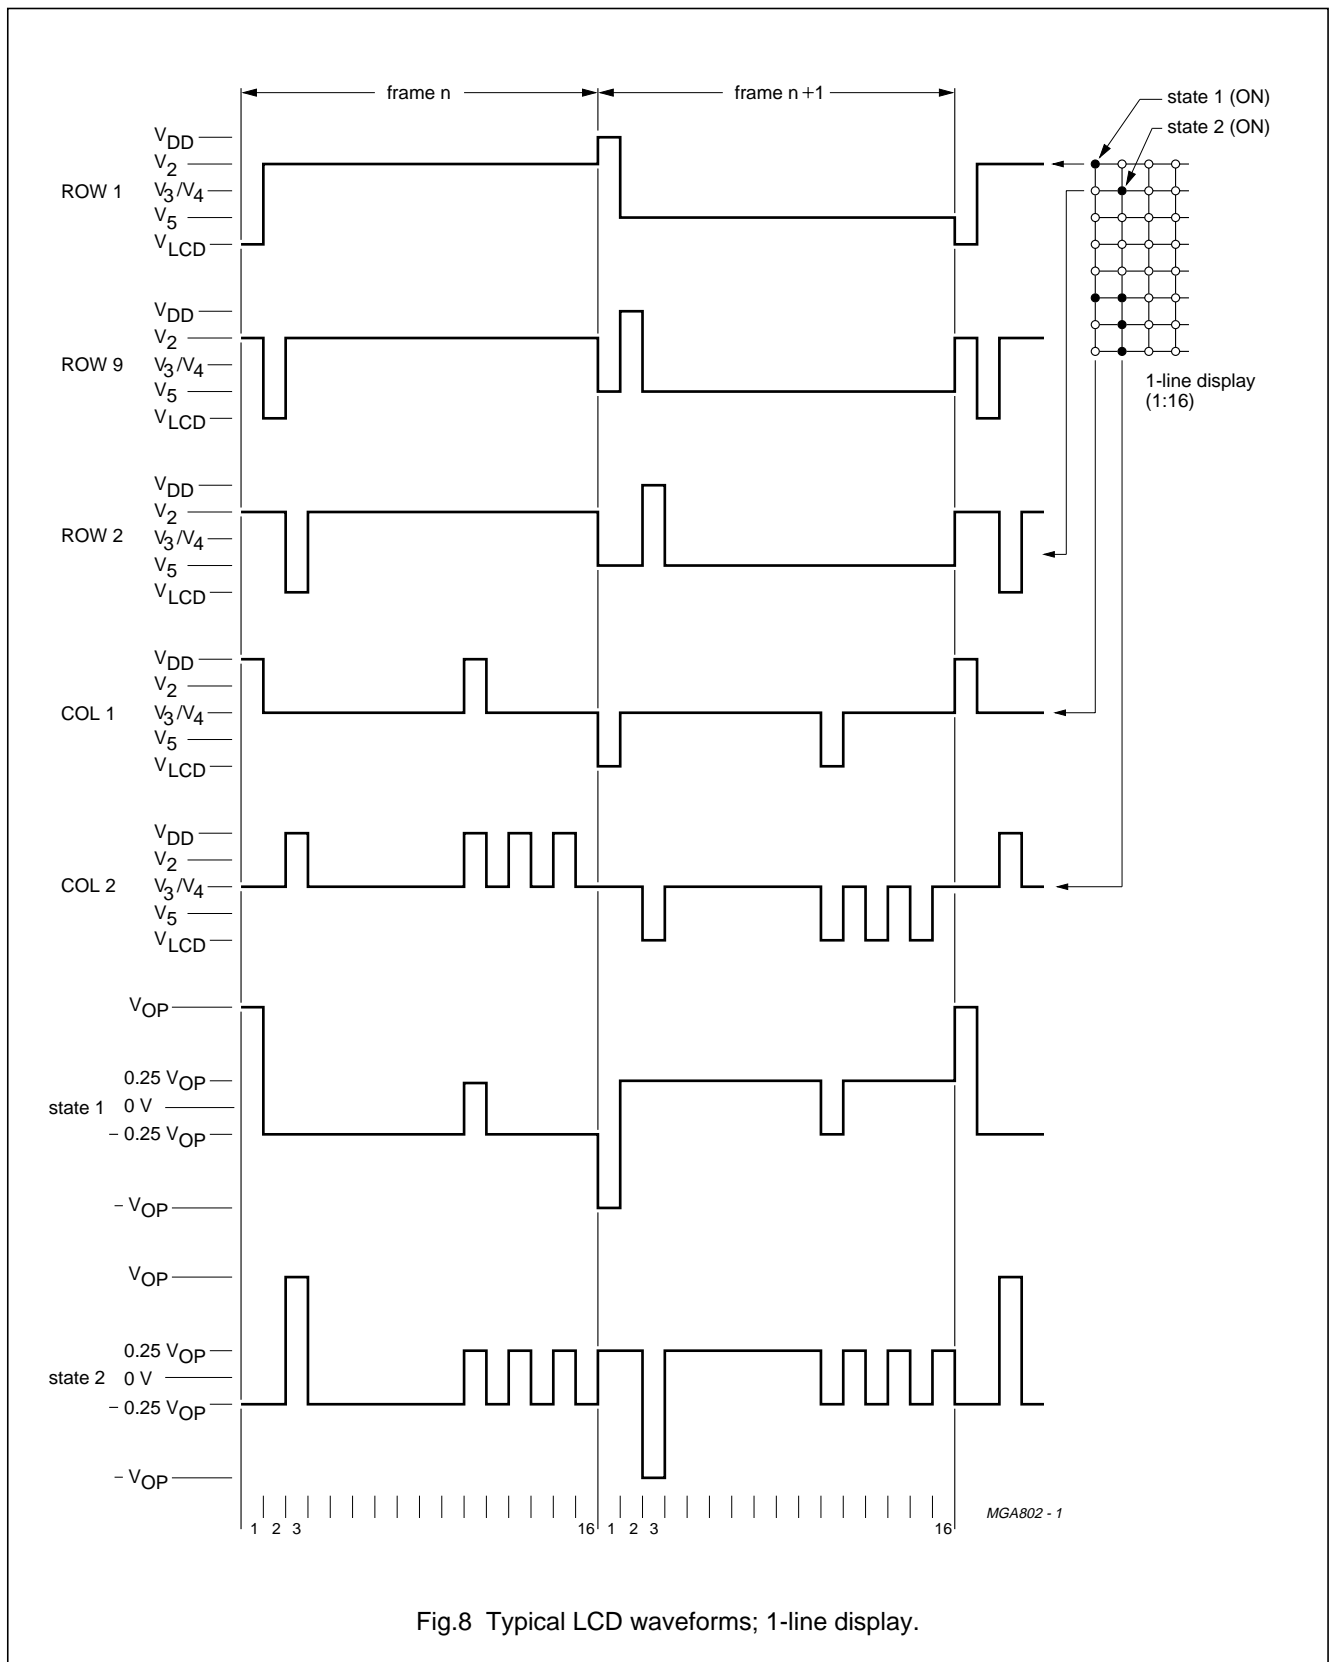 frame n
frame n+1
state 1 (ON)
state 2 (ON)
ROW 1
VDD
V2
V3/V4
V5
VLCD
ROW 9
VDD
V2
V3/V4
V5
VLCD
1-line display
(1:16)
ROW 2
VDD
V2
V3/V4
V5
VLCD
COL 1
VDD
V2
V3/V4
V5
VLCD
COL 2
VDD
V2
V3/V4
V5
VLCD
state 1
VOP
0.25 VOP
0 V
− 0.25 VOP
− VOP
state 2
VOP
0.25 VOP
0 V
− 0.25 VOP
− VOP
1 2 3 16 1 2 3 16
MGA802 - 1
Fig.8 Typical LCD waveforms; 1-line display.